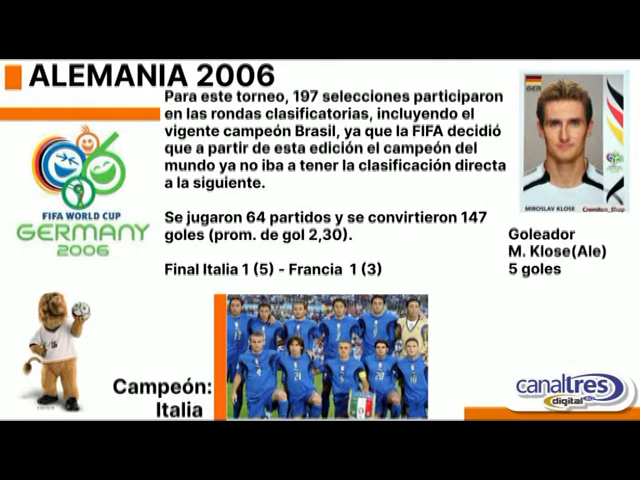 ALEMANIA 2006
Para este torneo, 197 selecciones participaron
en las rondas clasificatorias, incluyendo el
vigente campeón Brasil, ya que la FIFA decidió
que a partir de esta edición el campeón del
mundo ya no iba a tener la clasificación directa
a la siguiente.
Se jugaron 64 partidos y se convirtieron 147
goles (prom. de gol 2,30).
Final Italia 1 (5) - Francia 1 (3)
FIFA WORLD CUP
GERMANY
2006
GER
MIROSLAV KLOSE
Cromilon_Shop
Goleador
M. Klose(Ale)
5 goles
Campeón:
Italia
canaltres
digital